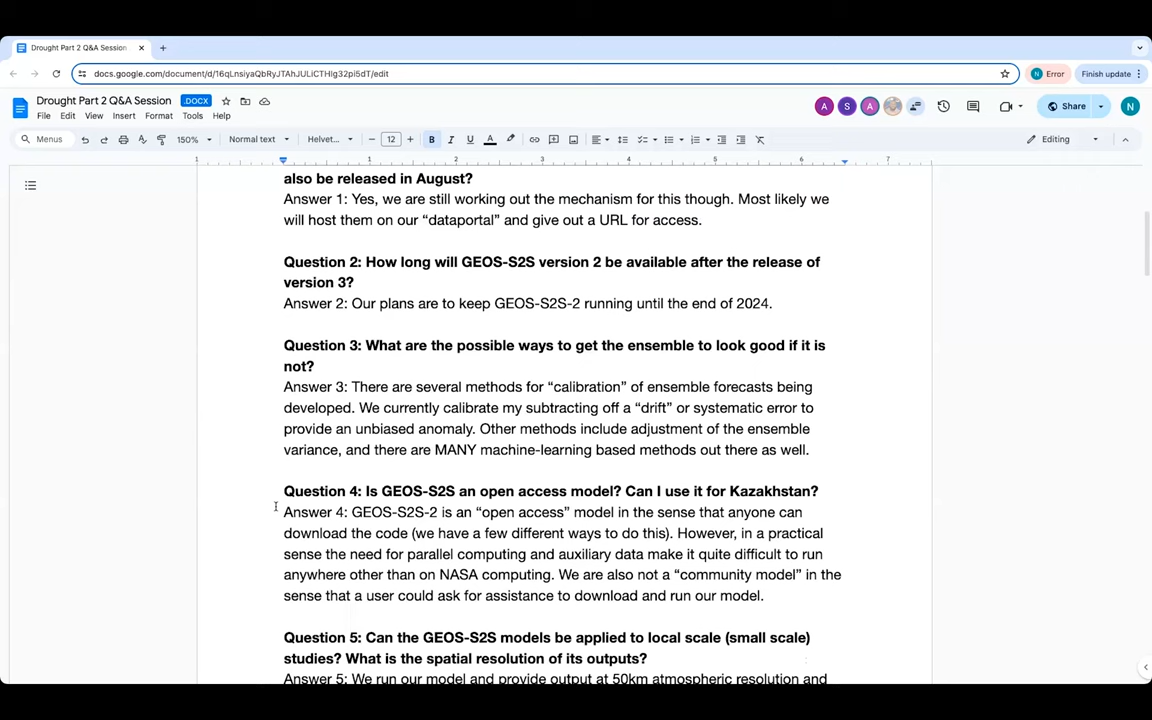 Drought Part 2 Q&A Session
docs.google.com/document/d/16qLnsiyaQbRyJTAhJULiCTHIg32pi5dT/edit
Error
Finish update
Drought Part 2 Q&A Session .DOCX
File Edit View Insert Format Tools Help
A S A
Share
N
Menus 150% Normal text Helvet... 12 B I U A Editing
1 1 2 3 4 5 6 7
also be released in August?
Answer 1: Yes, we are still working out the mechanism for this though. Most likely we
will host them on our “dataportal” and give out a URL for access.
Question 2: How long will GEOS-S2S version 2 be available after the release of
version 3?
Answer 2: Our plans are to keep GEOS-S2S-2 running until the end of 2024.
Question 3: What are the possible ways to get the ensemble to look good if it is
not?
Answer 3: There are several methods for “calibration” of ensemble forecasts being
developed. We currently calibrate my subtracting off a “drift” or systematic error to
provide an unbiased anomaly. Other methods include adjustment of the ensemble
variance, and there are MANY machine-learning based methods out there as well.
Question 4: Is GEOS-S2S an open access model? Can I use it for Kazakhstan?
Answer 4: GEOS-S2S-2 is an “open access” model in the sense that anyone can
download the code (we have a few different ways to do this). However, in a practical
sense the need for parallel computing and auxiliary data make it quite difficult to run
anywhere other than on NASA computing. We are also not a “community model” in the
sense that a user could ask for assistance to download and run our model.
Question 5: Can the GEOS-S2S models be applied to local scale (small scale)
studies? What is the spatial resolution of its outputs?
Answer 5: We run our model and provide output at 50km atmospheric resolution and